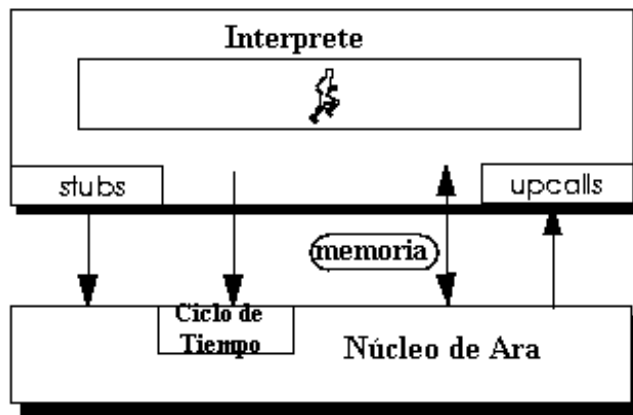 Interprete
stubs
upcalls
memoria
Ciclo de
Tiempo
Núcleo de Ara